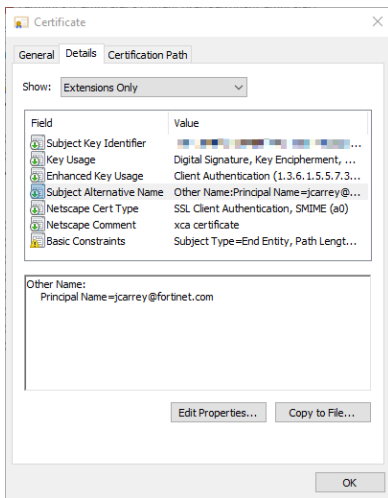 Certificate
General Details Certification Path
Show: Extensions Only
Field Value
Subject Key Identifier ...
Key Usage Digital Signature, Key Encipherment, ...
Enhanced Key Usage Client Authentication (1.3.6.1.5.5.7.3...
Subject Alternative Name Other Name:Principal Name=jcarrey@...
Netscape Cert Type SSL Client Authentication, SMIME (a0)
Netscape Comment xca certificate
Basic Constraints Subject Type=End Entity, Path Lengt...
Other Name:
Principal Name=jcarrey@fortinet.com
Edit Properties... Copy to File...
OK